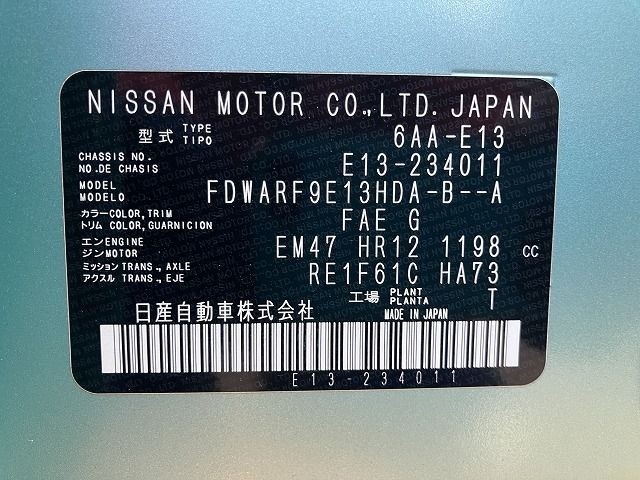 NISSAN MOTOR CO.,LTD. JAPAN
型式 TYPE TIPO 6AA-E13
CHASSIS NO. NO.DE CHASIS E13-234011
MODEL MODELO FDWARF9E13HDA-B--A
カラー COLOR,TRIM トリム COLOR, GUARNICION FAE G
エンジン ENGINE MOTOR EM47 HR12 1198 CC
ミッション TRANS., AXLE アクスル TRANS., EJE RE1F61C HA73
工場 PLANT PLANTA T
日産自動車株式会社 MADE IN JAPAN
E13-234011